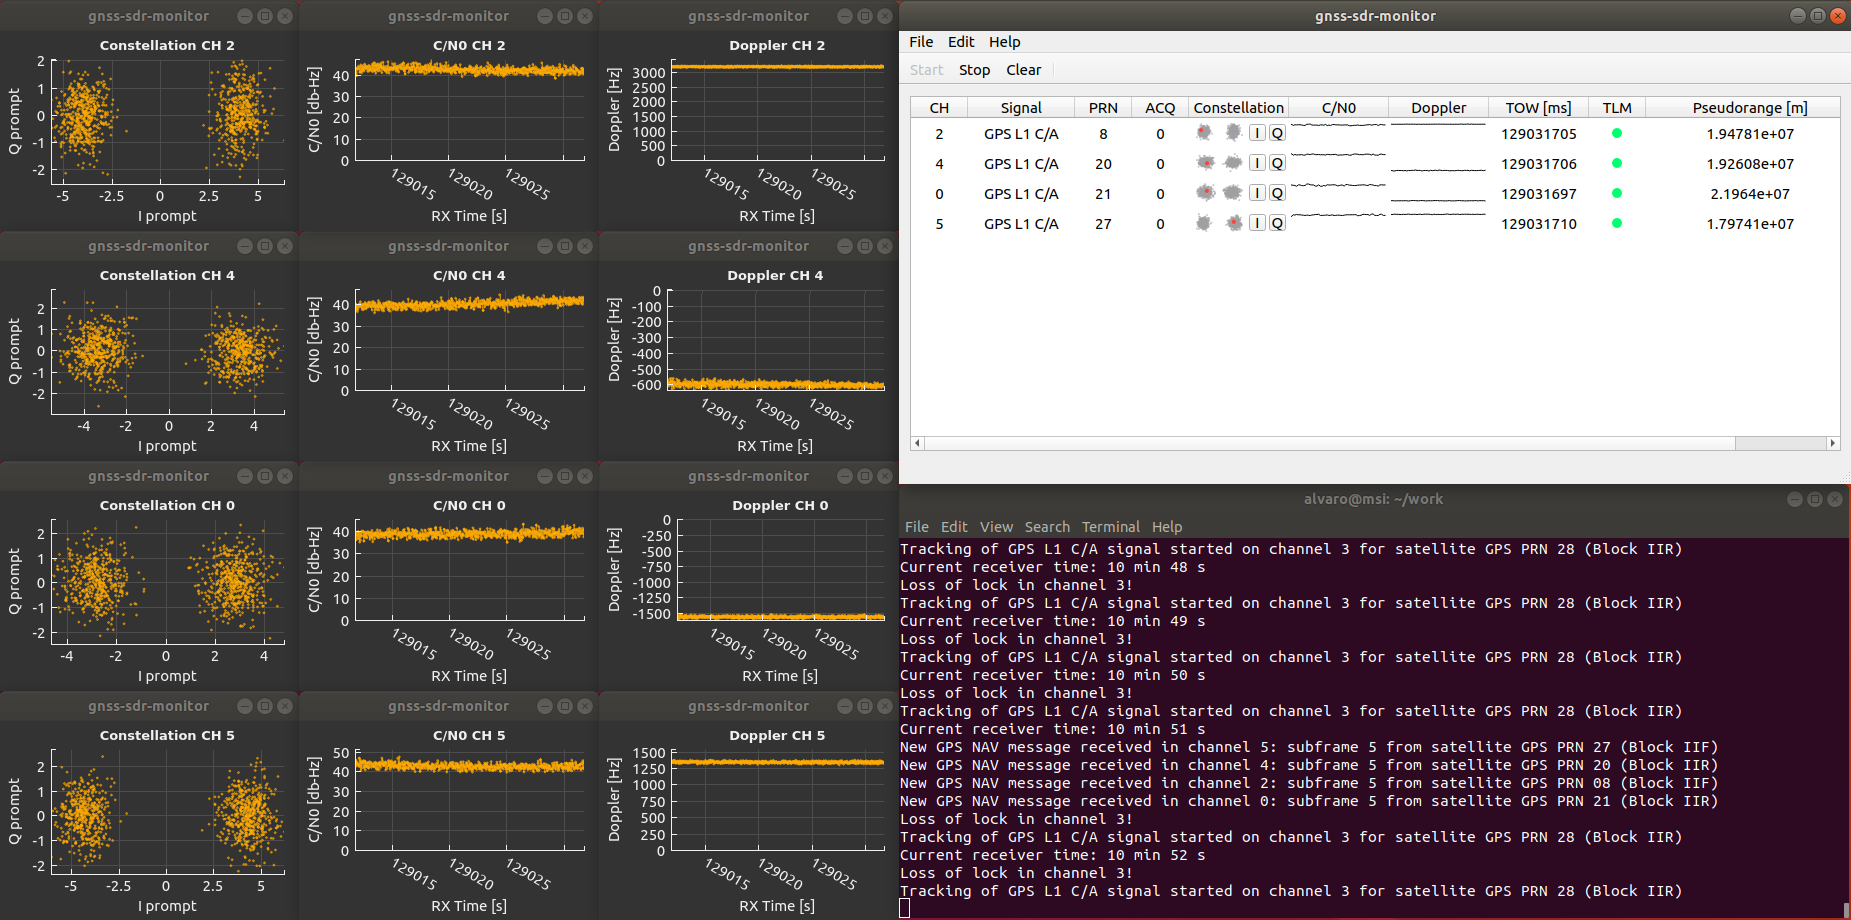 gnss-sdr-monitor
Constellation CH 2
Q prompt
2
1
0
-1
-2
-5
-2.5
0
2.5
5
I prompt
gnss-sdr-monitor
C/N0 CH 2
C/N0 [db-Hz]
40
30
20
10
0
129015
129020
129025
RX Time [s]
gnss-sdr-monitor
Doppler CH 2
Doppler [Hz]
3000
2500
2000
1500
1000
500
0
129015
129020
129025
RX Time [s]
gnss-sdr-monitor
Constellation CH 4
Q prompt
2
1
0
-1
-2
-4
-2
0
2
4
I prompt
gnss-sdr-monitor
C/N0 CH 4
C/N0 [db-Hz]
40
30
20
10
0
129015
129020
129025
RX Time [s]
gnss-sdr-monitor
Doppler CH 4
Doppler [Hz]
0
-100
-200
-300
-400
-500
-600
129015
129020
129025
RX Time [s]
gnss-sdr-monitor
Constellation CH 0
Q prompt
2
1
0
-1
-2
-4
-2
0
2
4
I prompt
gnss-sdr-monitor
C/N0 CH 0
C/N0 [db-Hz]
40
30
20
10
0
129015
129020
129025
RX Time [s]
gnss-sdr-monitor
Doppler CH 0
Doppler [Hz]
0
-250
-500
-750
-1000
-1250
-1500
129015
129020
129025
RX Time [s]
gnss-sdr-monitor
Constellation CH 5
Q prompt
2
1
0
-1
-2
-5
-2.5
0
2.5
5
I prompt
gnss-sdr-monitor
C/N0 CH 5
C/N0 [db-Hz]
50
40
30
20
10
0
129015
129020
129025
RX Time [s]
gnss-sdr-monitor
Doppler CH 5
Doppler [Hz]
1500
1250
1000
750
500
250
0
129015
129020
129025
RX Time [s]
gnss-sdr-monitor
File Edit Help
Start Stop Clear
CH Signal PRN ACQ Constellation C/N0 Doppler TOW [ms] TLM Pseudorange [m]
2 GPS L1 C/A 8 0 I Q 129031705 1.94781e+07
4 GPS L1 C/A 20 0 I Q 129031706 1.92608e+07
0 GPS L1 C/A 21 0 I Q 129031697 2.1964e+07
5 GPS L1 C/A 27 0 I Q 129031710 1.79741e+07
alvaro@msi: ~/work
File Edit View Search Terminal Help
Tracking of GPS L1 C/A signal started on channel 3 for satellite GPS PRN 28 (Block IIR)
Current receiver time: 10 min 48 s
Loss of lock in channel 3!
Tracking of GPS L1 C/A signal started on channel 3 for satellite GPS PRN 28 (Block IIR)
Current receiver time: 10 min 49 s
Loss of lock in channel 3!
Tracking of GPS L1 C/A signal started on channel 3 for satellite GPS PRN 28 (Block IIR)
Current receiver time: 10 min 50 s
Loss of lock in channel 3!
Tracking of GPS L1 C/A signal started on channel 3 for satellite GPS PRN 28 (Block IIR)
Current receiver time: 10 min 51 s
New GPS NAV message received in channel 5: subframe 5 from satellite GPS PRN 27 (Block IIF)
New GPS NAV message received in channel 4: subframe 5 from satellite GPS PRN 20 (Block IIR)
New GPS NAV message received in channel 2: subframe 5 from satellite GPS PRN 08 (Block IIF)
New GPS NAV message received in channel 0: subframe 5 from satellite GPS PRN 21 (Block IIR)
Loss of lock in channel 3!
Tracking of GPS L1 C/A signal started on channel 3 for satellite GPS PRN 28 (Block IIR)
Current receiver time: 10 min 52 s
Loss of lock in channel 3!
Tracking of GPS L1 C/A signal started on channel 3 for satellite GPS PRN 28 (Block IIR)